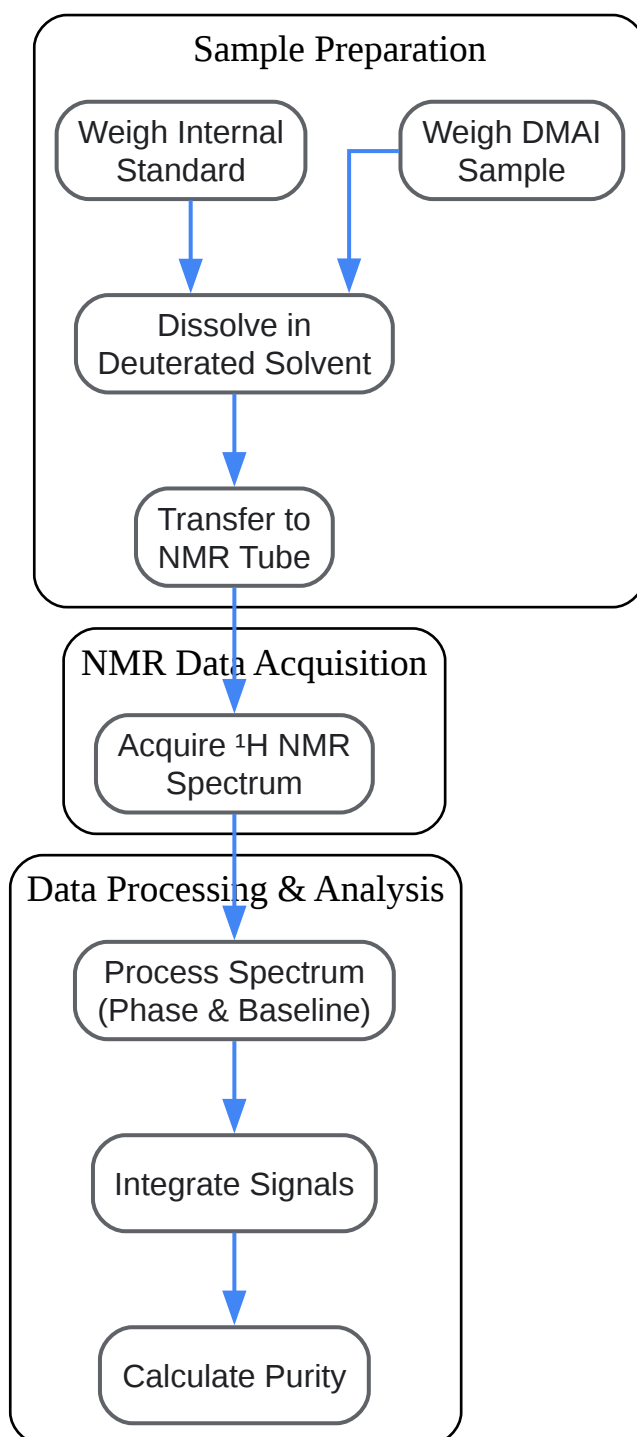 Sample Preparation
Weigh Internal
Standard
Weigh DMAI
Sample
Dissolve in
Deuterated Solvent
Transfer to
NMR Tube
NMR Data Acquisition
Acquire ¹H NMR
Spectrum
Data Processing & Analysis
Process Spectrum
(Phase & Baseline)
Integrate Signals
Calculate Purity